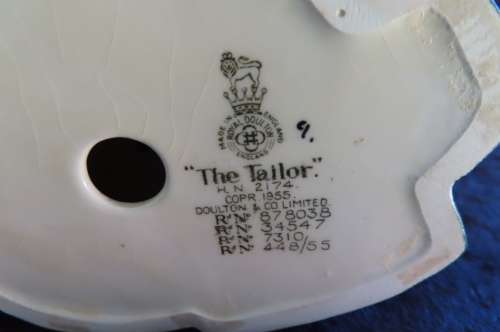 MADE IN ENGLAND
ROYAL DOULTON
ENGLAND
9.
"The Tailor."
H.N. 2174.
COPR. 1955.
DOULTON & CO LIMITED.
Rᵈ Nº 878038
Rᵈ Nº 34547
Rᵈ Nº 7310
Rᵈ Nº 448/55